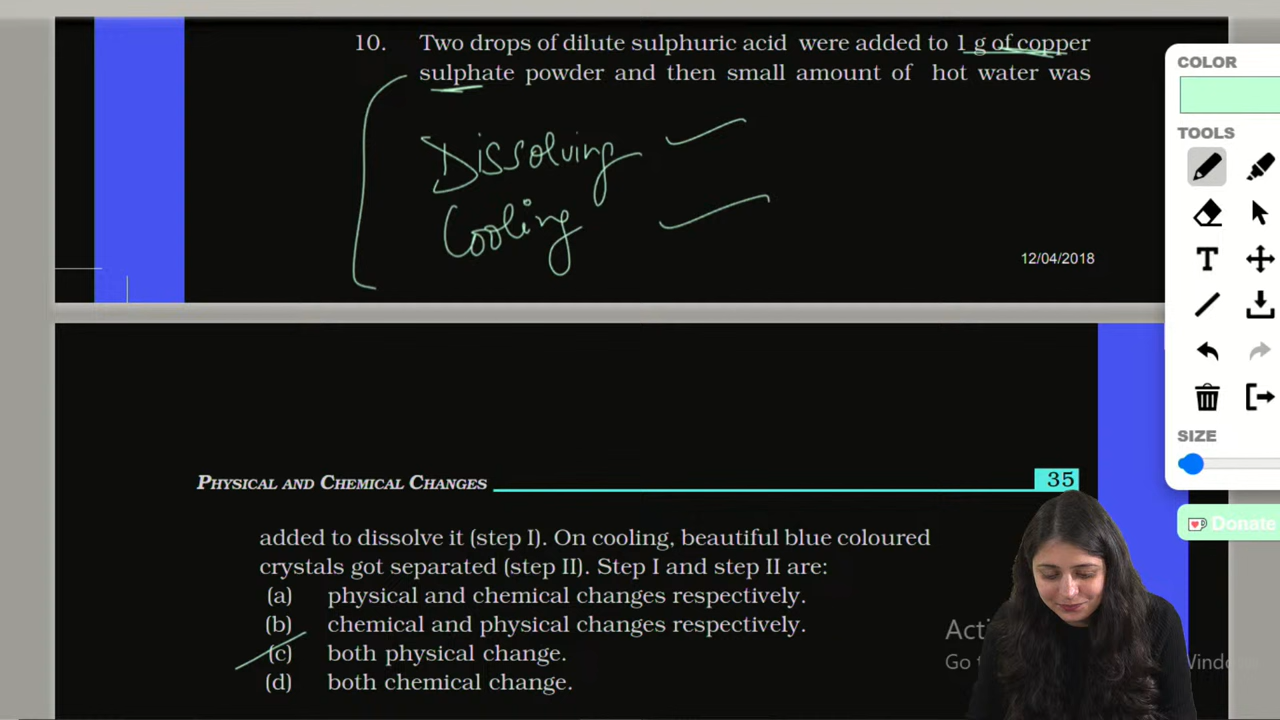 10. Two drops of dilute sulphuric acid were added to 1 g of copper
sulphate powder and then small amount of hot water was
Dissolving
Cooling
12/04/2018
PHYSICAL AND CHEMICAL CHANGES 35
added to dissolve it (step I). On cooling, beautiful blue coloured
crystals got separated (step II). Step I and step II are:
(a) physical and chemical changes respectively.
(b) chemical and physical changes respectively.
(c) both physical change.
(d) both chemical change.
COLOR
TOOLS
T
SIZE
Donate
Acti
Go t
Windo